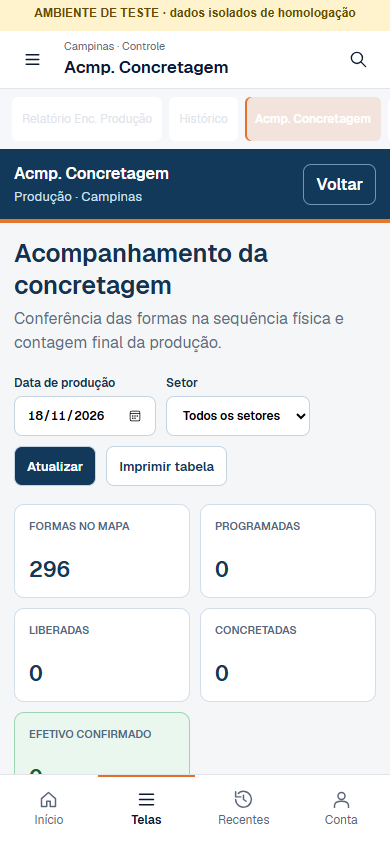 AMBIENTE DE TESTE · dados isolados de homologação
Campinas · Controle
Acmp. Concretagem
Relatório Enc. Produção
Histórico
Acmp. Concretagem
Acmp. Concretagem
Produção · Campinas
Voltar
Acompanhamento da
concretagem
Conferência das formas na sequência física e
contagem final da produção.
Data de produção
Setor
18/11/2026
Todos os setores
Atualizar
Imprimir tabela
FORMAS NO MAPA
PROGRAMADAS
296
0
LIBERADAS
CONCRETADAS
0
0
EFETIVO CONFIRMADO
Início
Telas
Recentes
Conta